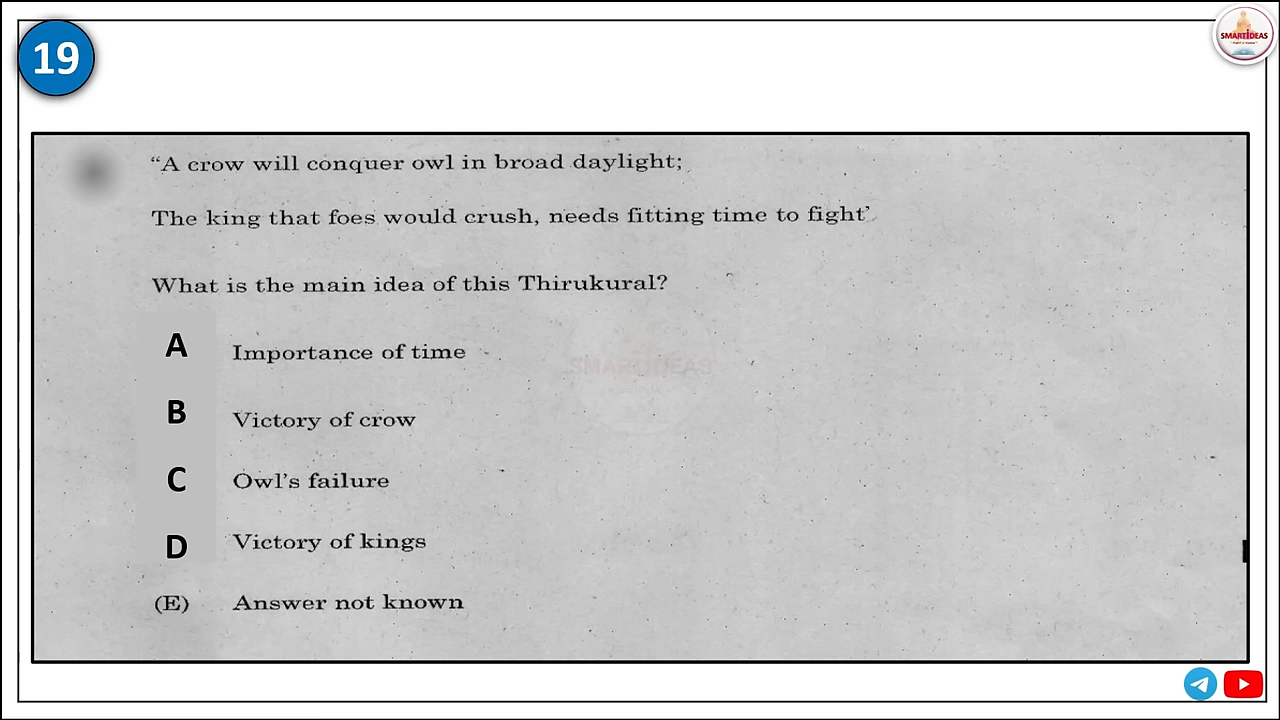 19
SMARTIDEAS
“A crow will conquer owl in broad daylight;
The king that foes would crush, needs fitting time to fight’
What is the main idea of this Thirukural?
A Importance of time
SMARTIDEAS
B Victory of crow
C Owl’s failure
D Victory of kings
(E) Answer not known